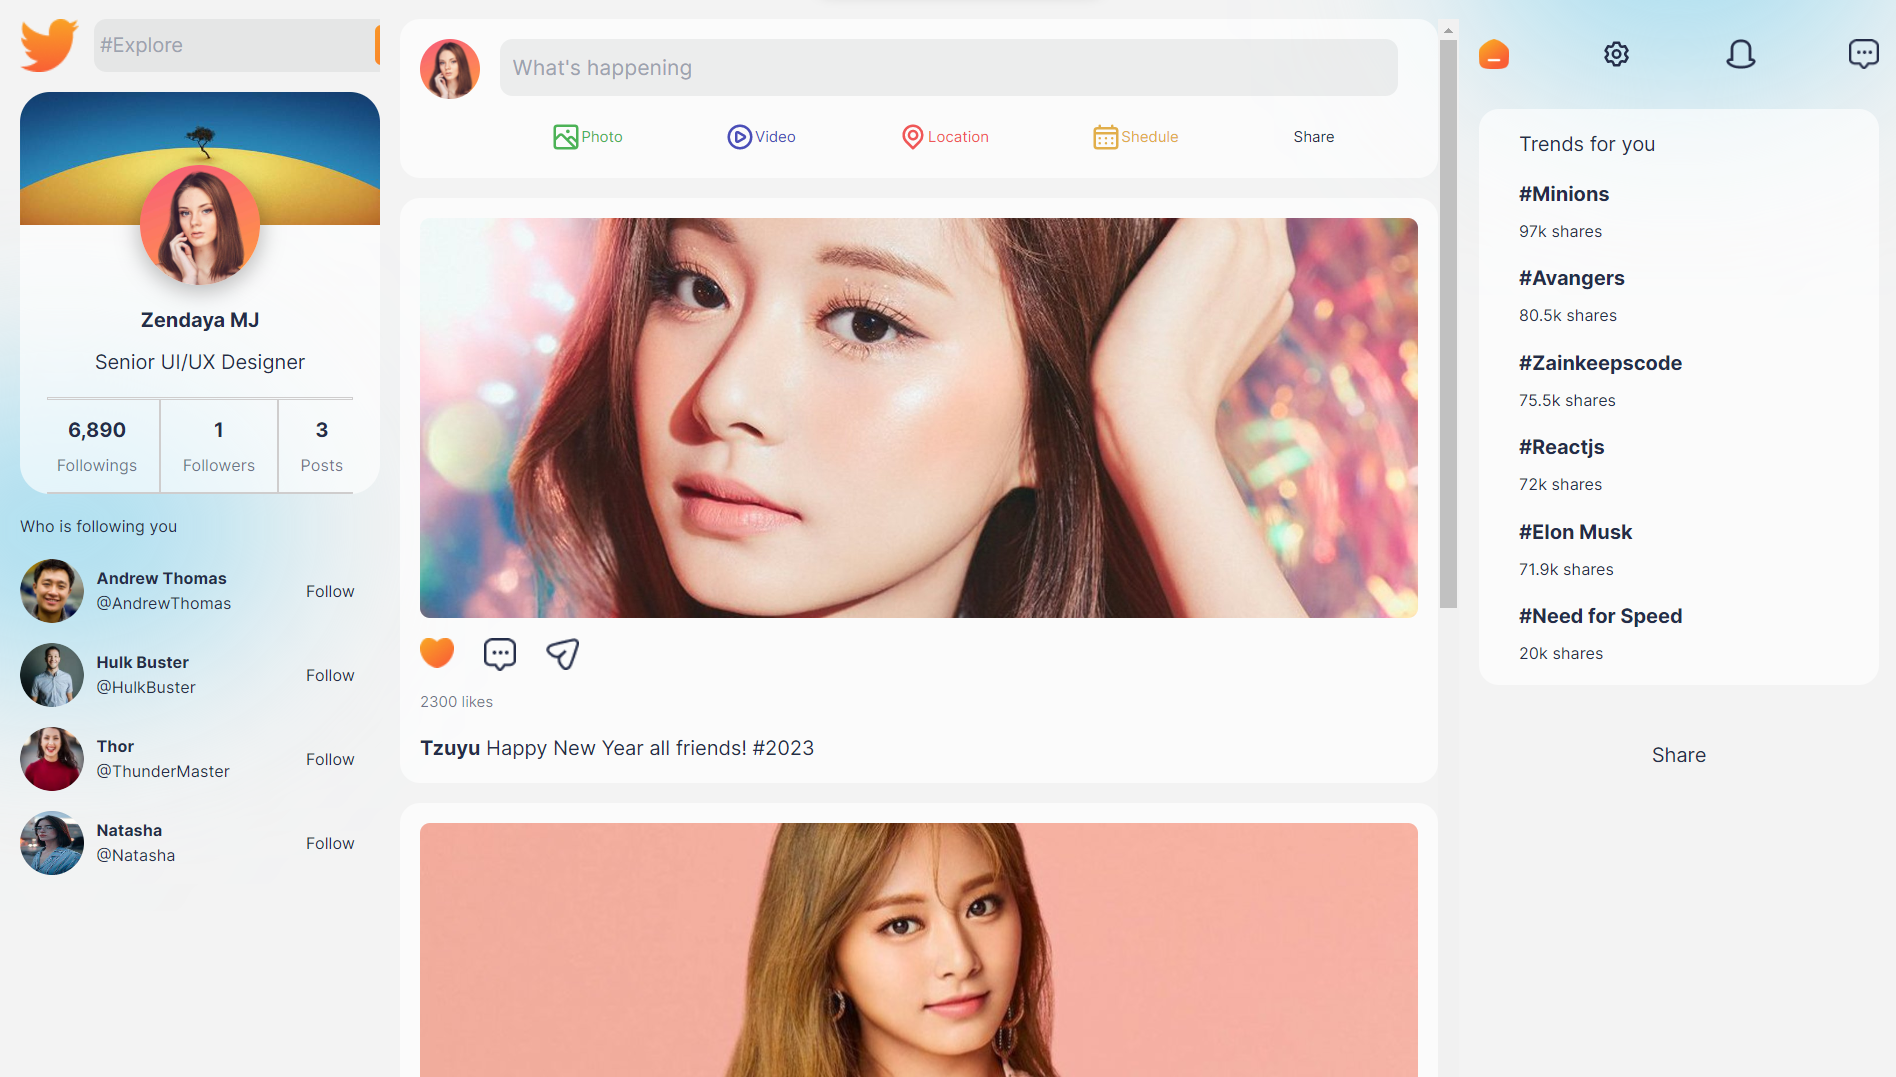 #Explore
Zendaya MJ
Senior UI/UX Designer
6,890
Followings
1
Followers
3
Posts
Who is following you
Andrew Thomas
@AndrewThomas
Follow
Hulk Buster
@HulkBuster
Follow
Thor
@ThunderMaster
Follow
Natasha
@Natasha
Follow
What's happening
Photo
Video
Location
Shedule
Share
2300 likes
Tzuyu Happy New Year all friends! #2023
Trends for you
#Minions
97k shares
#Avangers
80.5k shares
#Zainkeepscode
75.5k shares
#Reactjs
72k shares
#Elon Musk
71.9k shares
#Need for Speed
20k shares
Share